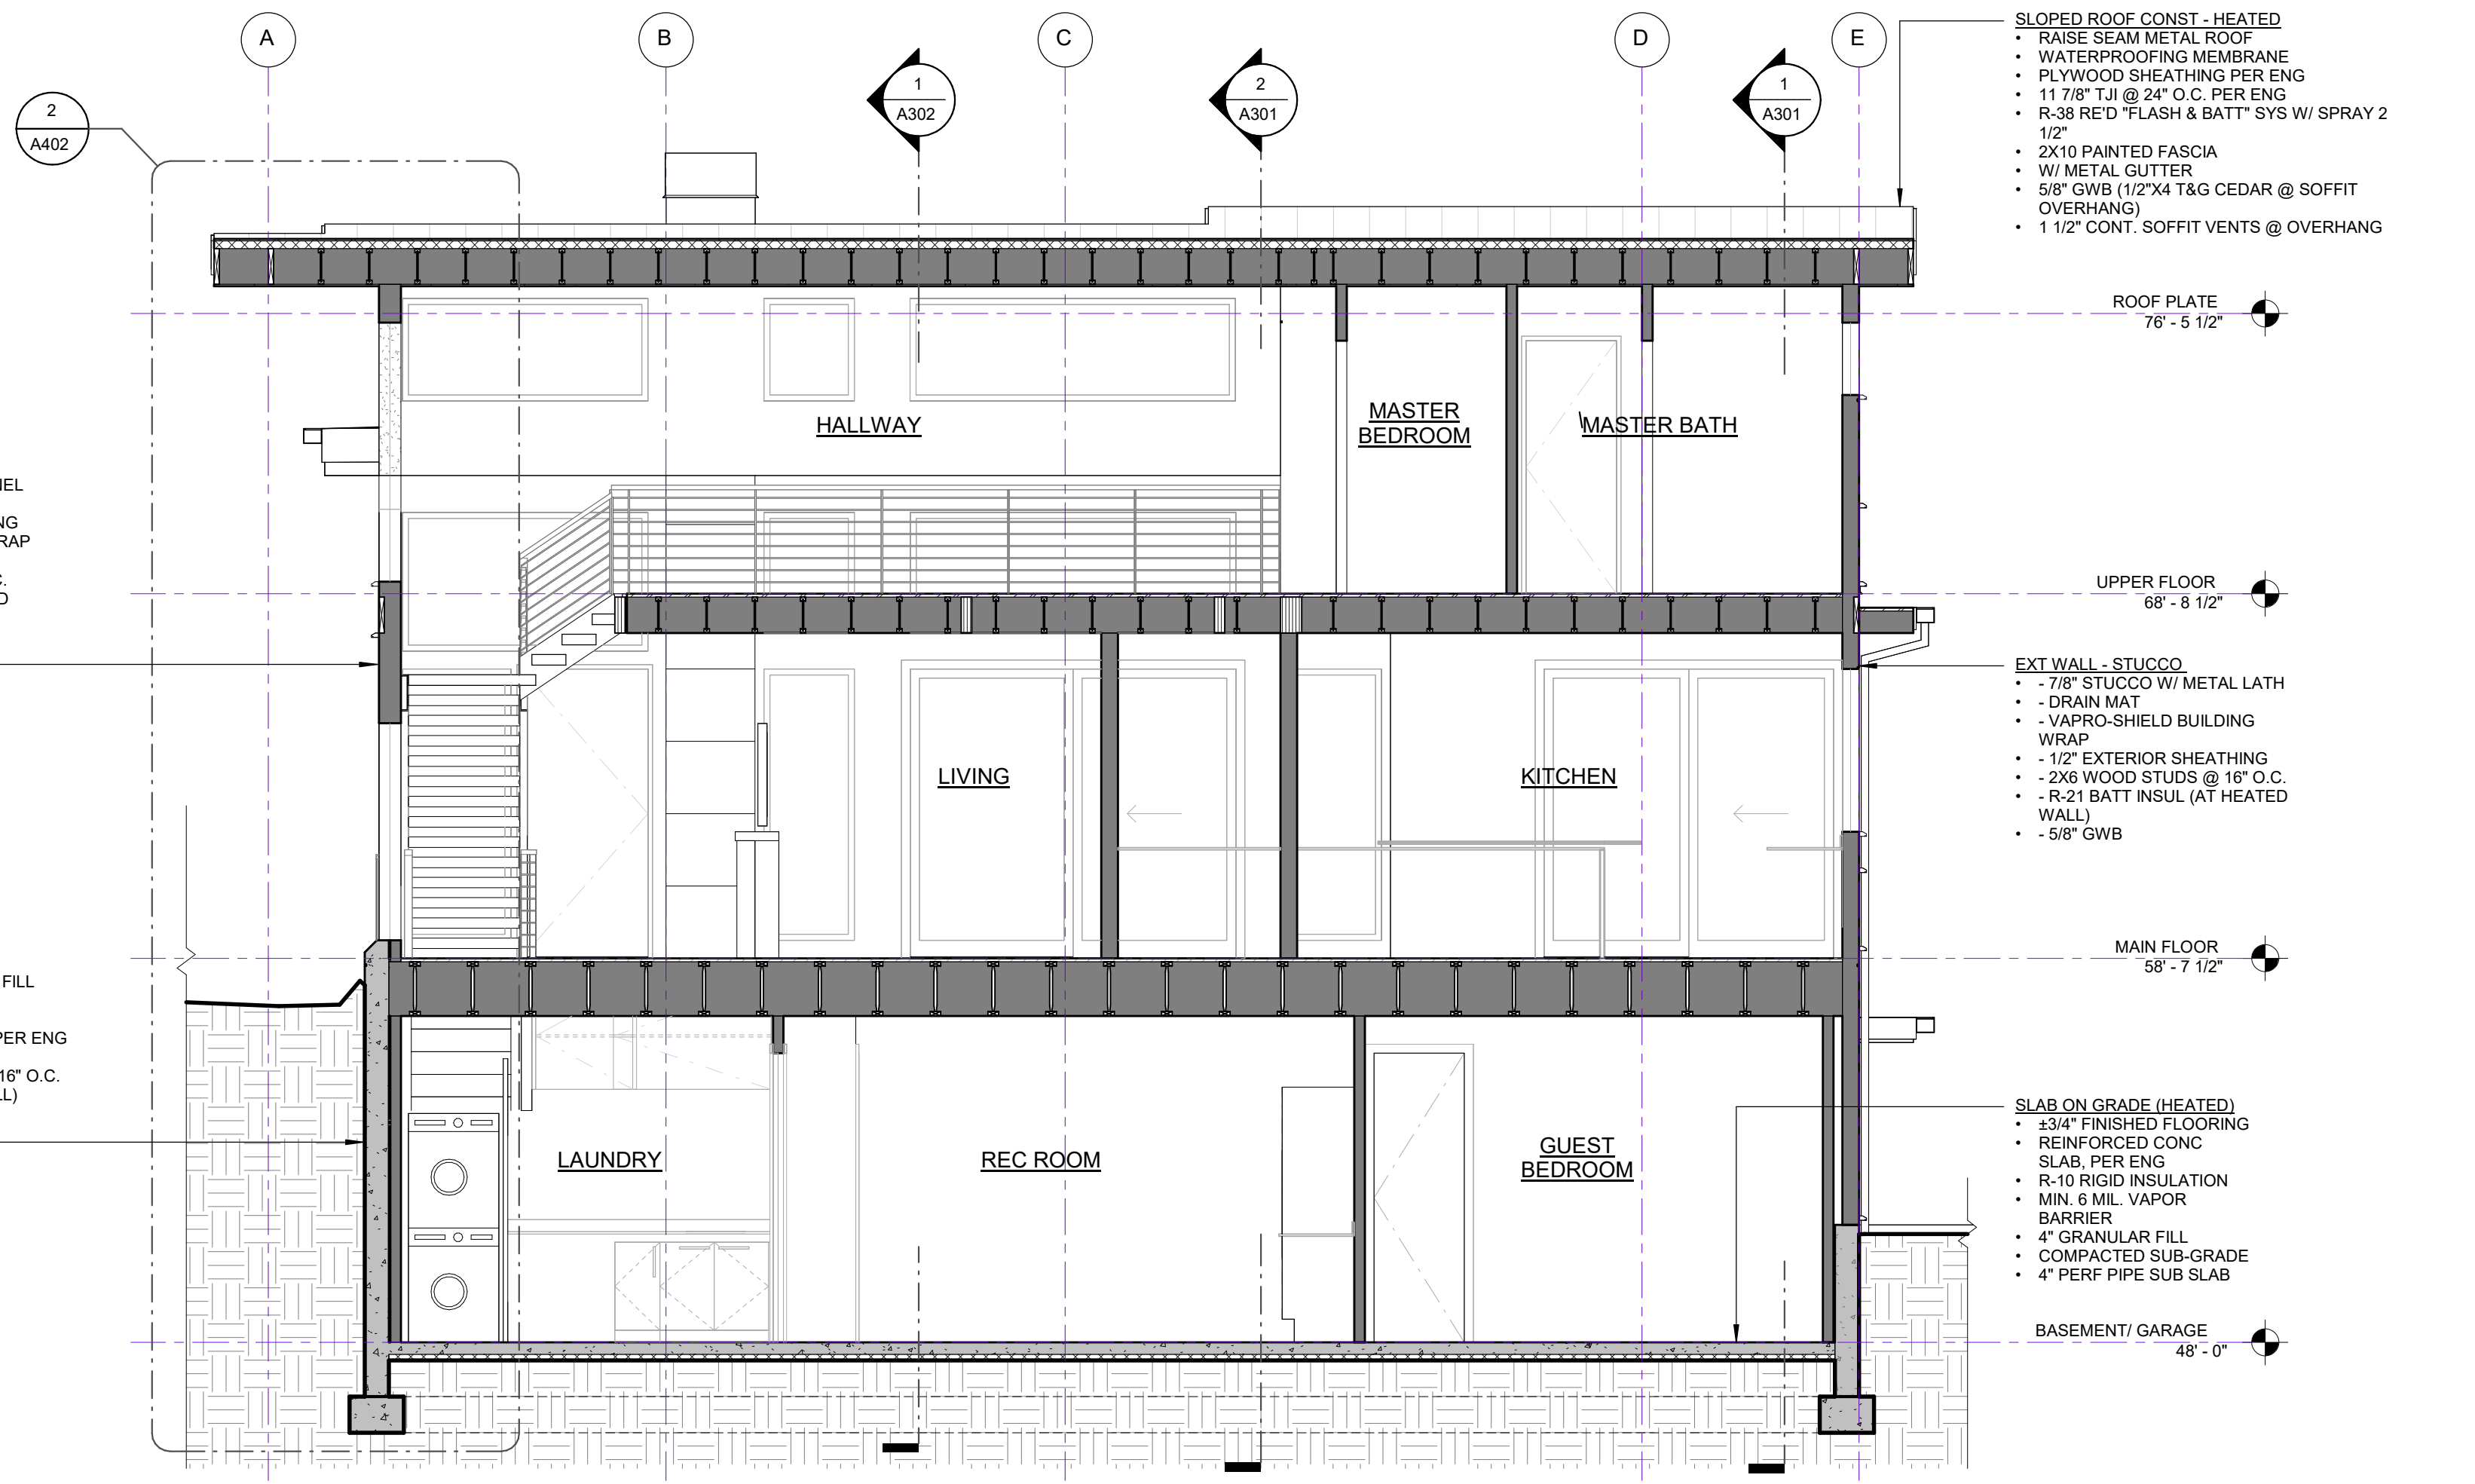 A
B
C
D
E
1
A302
2
A301
1
A301
2
A402
SLOPED ROOF CONST - HEATED
• RAISE SEAM METAL ROOF
• WATERPROOFING MEMBRANE
• PLYWOOD SHEATHING PER ENG
• 11 7/8" TJI @ 24" O.C. PER ENG
• R-38 RE'D "FLASH & BATT" SYS W/ SPRAY 2
1/2"
• 2X10 PAINTED FASCIA
• W/ METAL GUTTER
• 5/8" GWB (1/2"X4 T&G CEDAR @ SOFFIT
OVERHANG)
• 1 1/2" CONT. SOFFIT VENTS @ OVERHANG
ROOF PLATE
76' - 5 1/2"
HALLWAY
MASTER
BEDROOM
MASTER BATH
UPPER FLOOR
68' - 8 1/2"
EXT WALL - STUCCO
• - 7/8" STUCCO W/ METAL LATH
• - DRAIN MAT
• - VAPRO-SHIELD BUILDING
WRAP
• - 1/2" EXTERIOR SHEATHING
• - 2X6 WOOD STUDS @ 16" O.C.
• - R-21 BATT INSUL (AT HEATED
WALL)
• - 5/8" GWB
LIVING
KITCHEN
MAIN FLOOR
58' - 7 1/2"
FILL
PER ENG
16" O.C.
LAUNDRY
REC ROOM
GUEST
BEDROOM
SLAB ON GRADE (HEATED)
• ±3/4" FINISHED FLOORING
• REINFORCED CONC
SLAB, PER ENG
• R-10 RIGID INSULATION
• MIN. 6 MIL. VAPOR
BARRIER
• 4" GRANULAR FILL
• COMPACTED SUB-GRADE
• 4" PERF PIPE SUB SLAB
BASEMENT/ GARAGE
48' - 0"